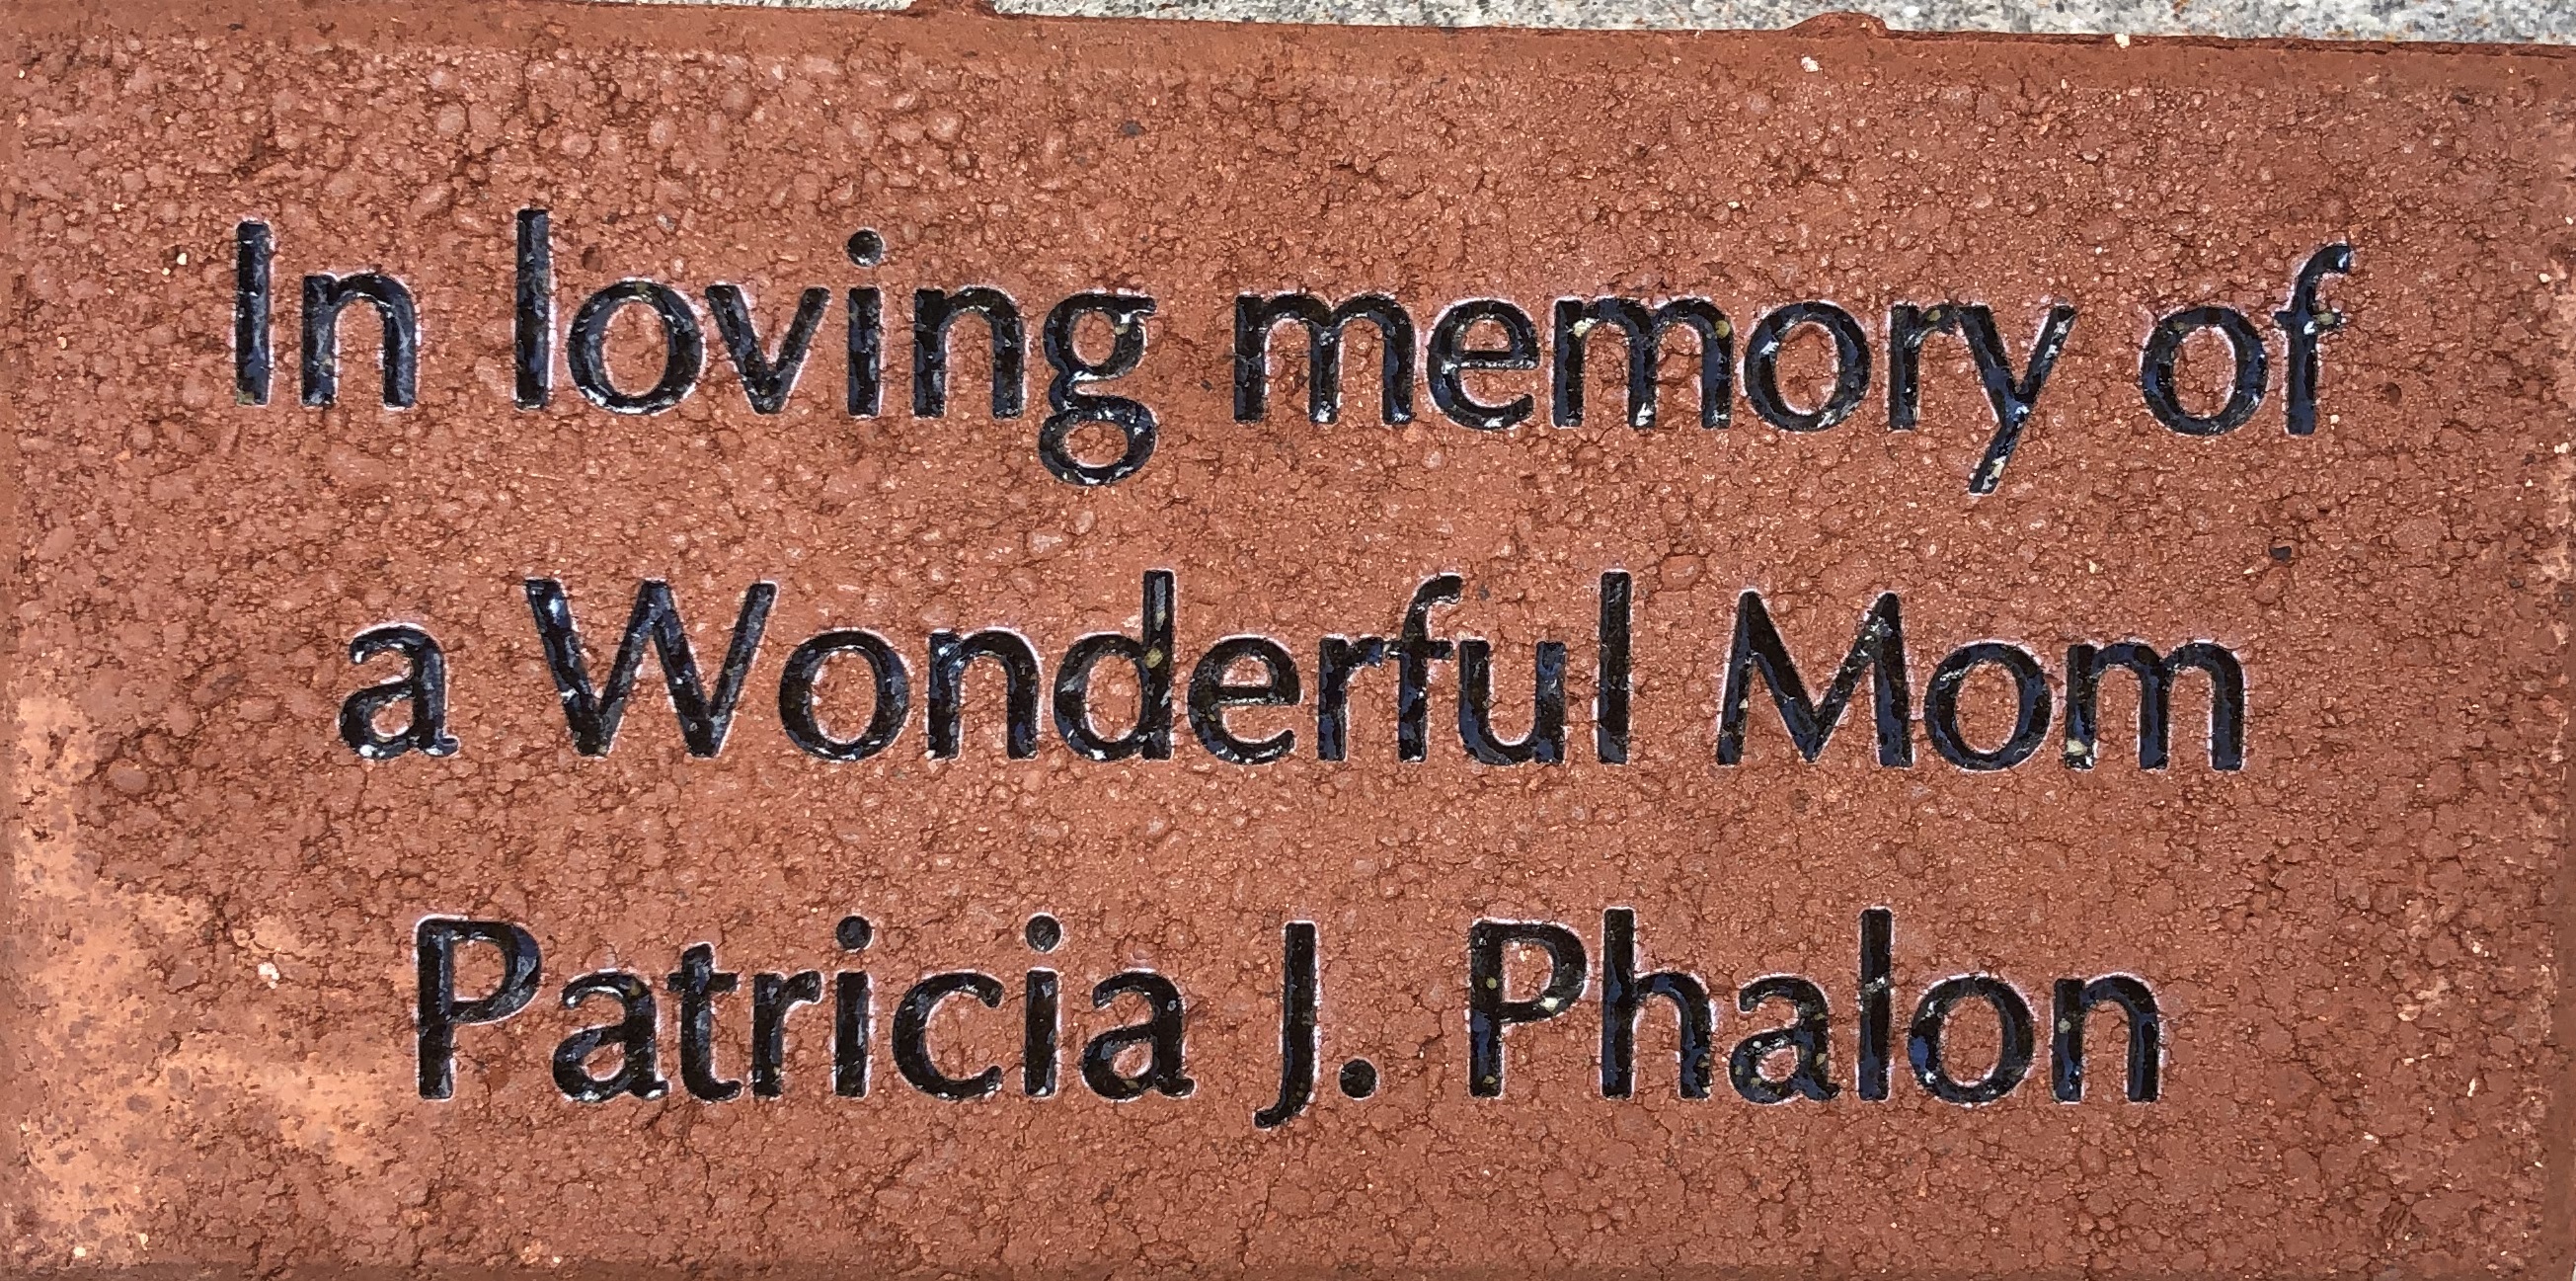 In loving memory of
a Wonderful Mom
Patricia J. Phalon